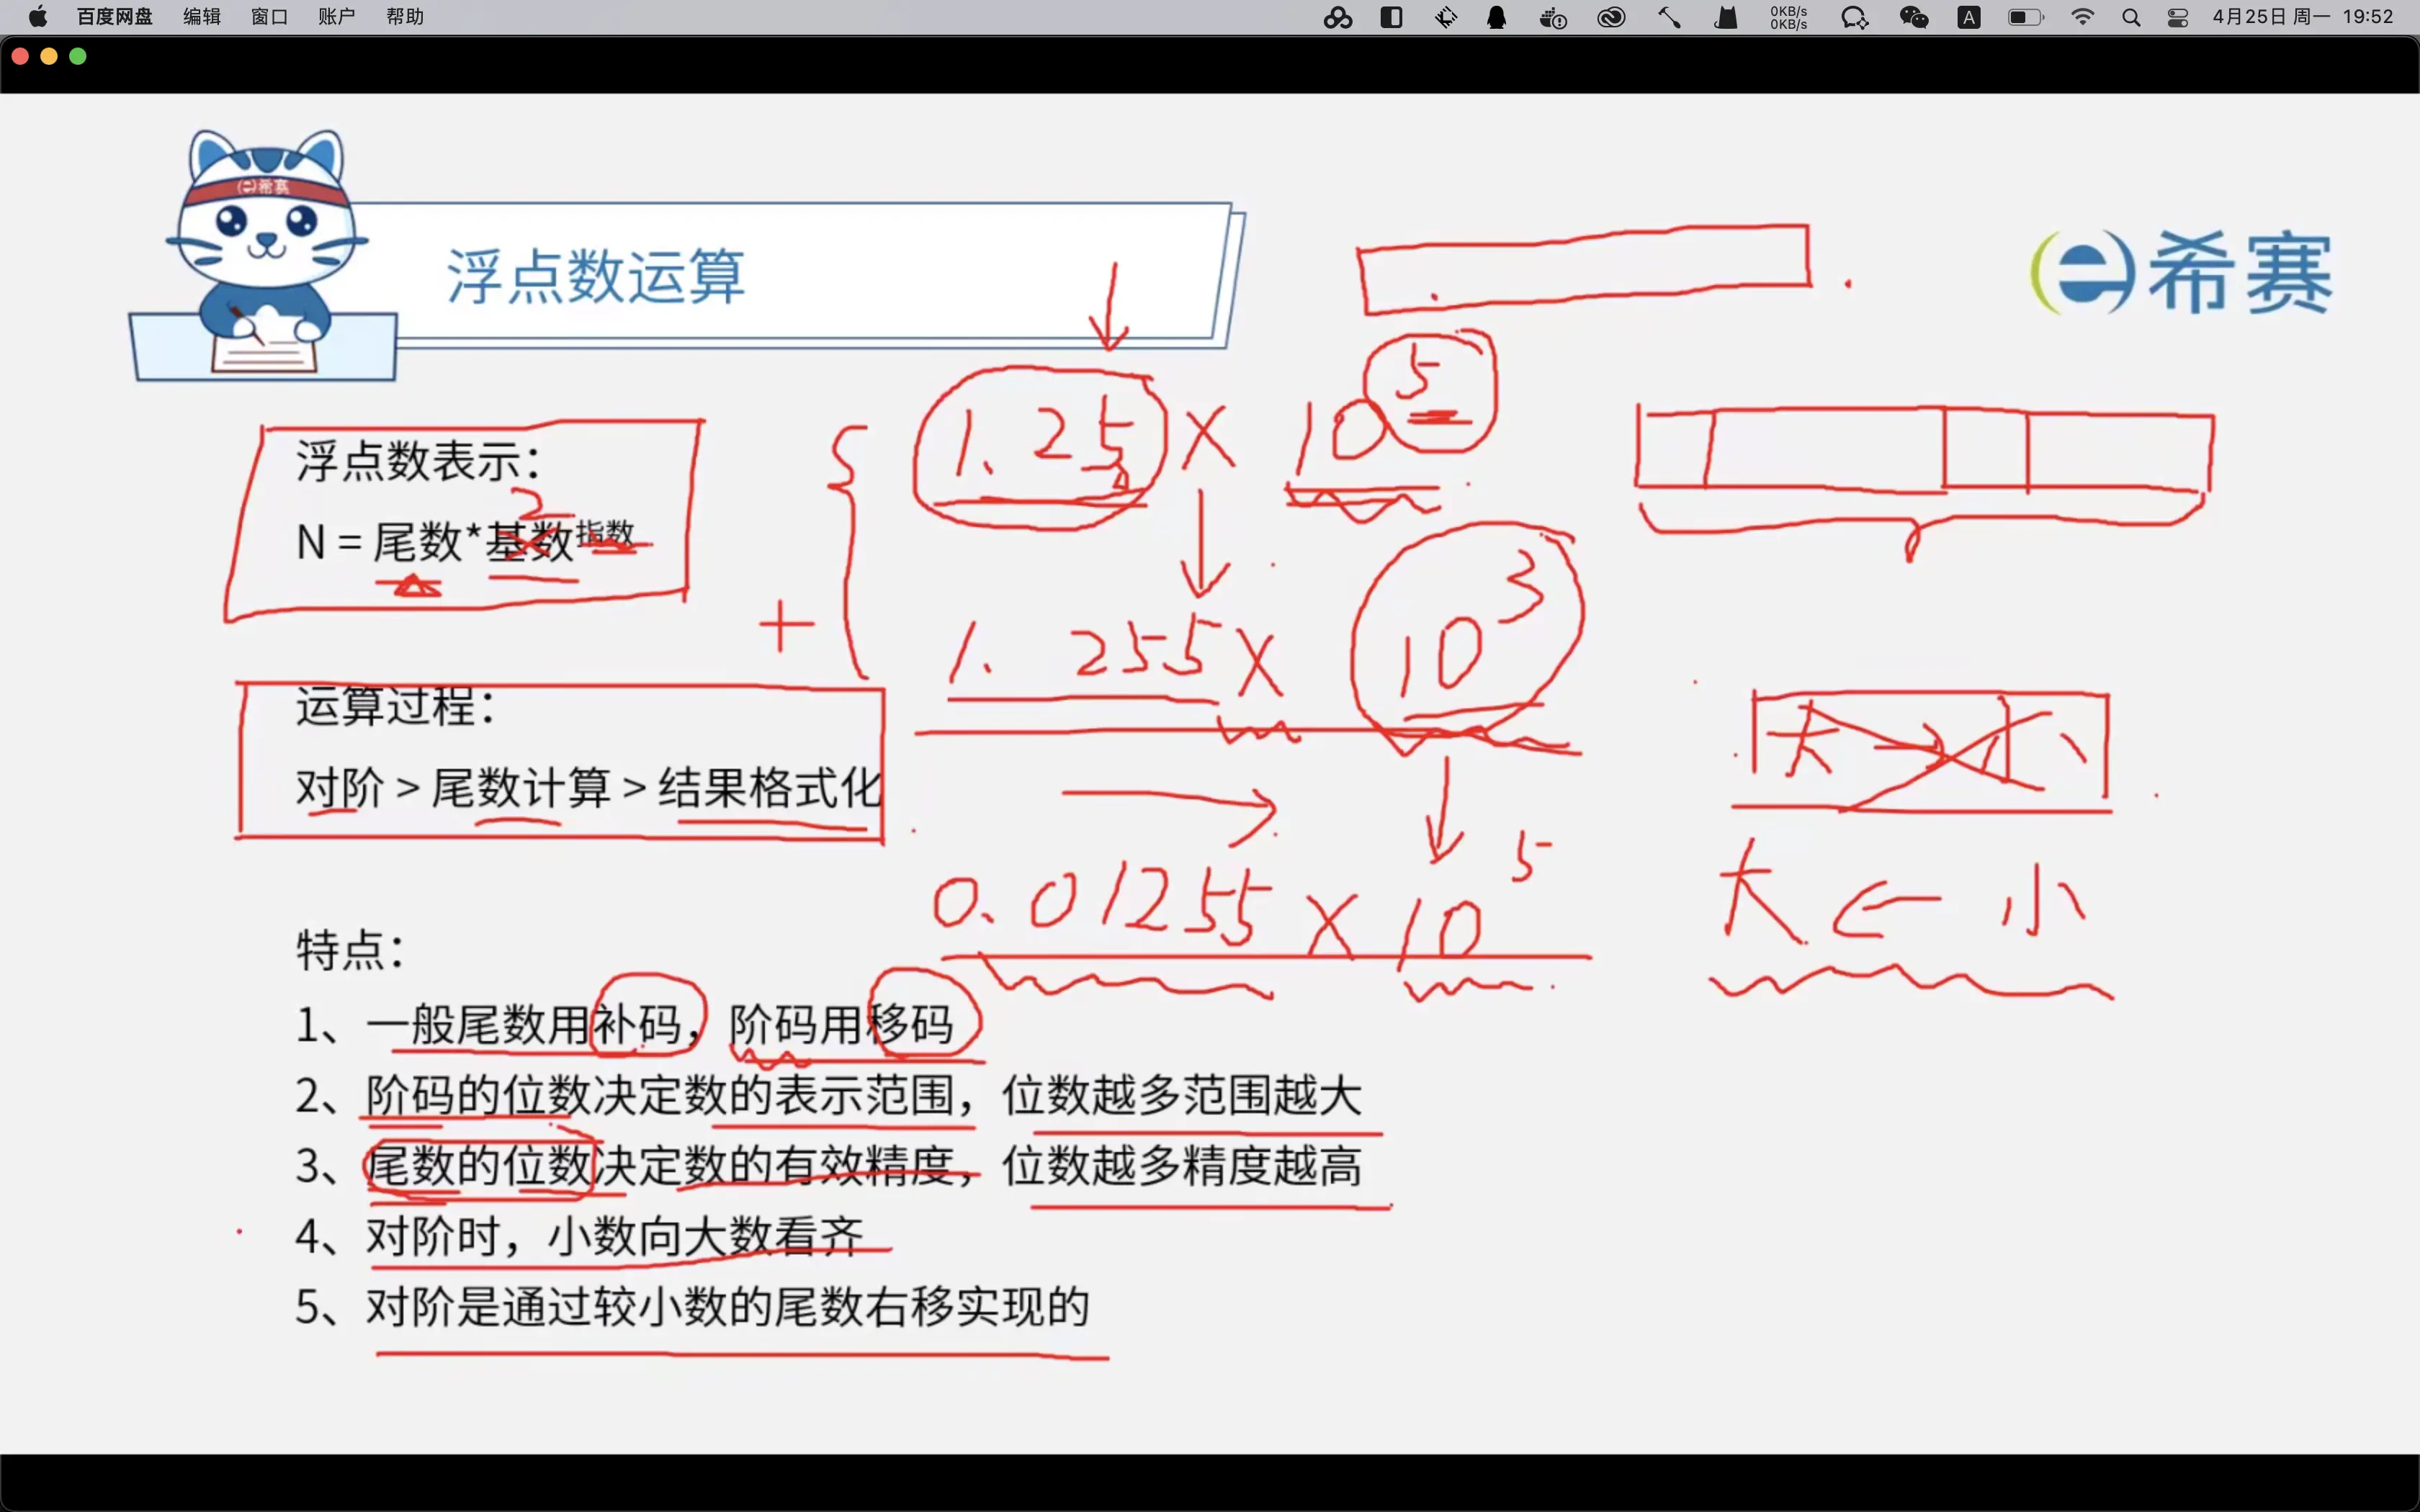 百度网盘 编辑 窗口 账户 帮助 0KB/s 0KB/s A 4月25日 周一 19:52
希赛
浮点数运算
希赛
浮点数表示：
N = 尾数*基数指数
2
1.25 × 10 5
+
1.255 × 10 3
运算过程：
对阶 > 尾数计算 > 结果格式化
大 → 小
0.01255 × 10 5
大 ← 小
特点：
1、一般尾数用补码，阶码用移码
2、阶码的位数决定数的表示范围，位数越多范围越大
3、尾数的位数决定数的有效精度，位数越多精度越高
4、对阶时，小数向大数看齐
5、对阶是通过较小数的尾数右移实现的